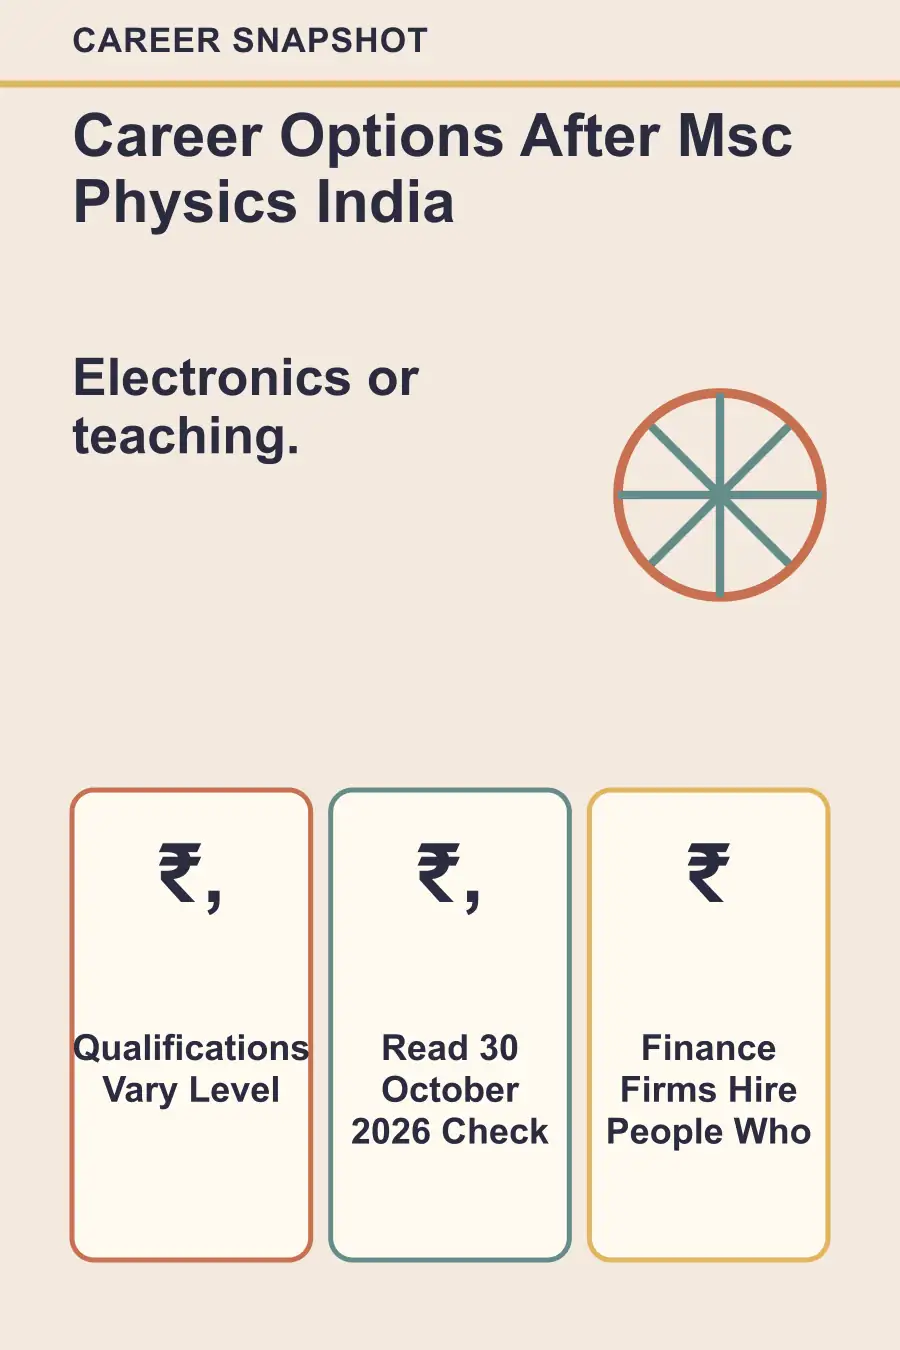 CAREER SNAPSHOT
Career Options After Msc
Physics India
Electronics or
teaching.
₹,
Qualifications
Vary Level
₹,
Read 30
October
2026 Check
₹
Finance
Firms Hire
People Who